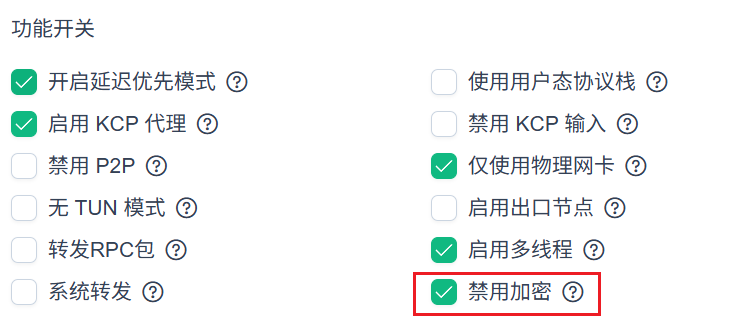 功能开关
开启延迟优先模式
使用用户态协议栈
启用 KCP 代理
禁用 KCP 输入
禁用 P2P
仅使用物理网卡
无 TUN 模式
启用出口节点
转发RPC包
启用多线程
系统转发
禁用加密